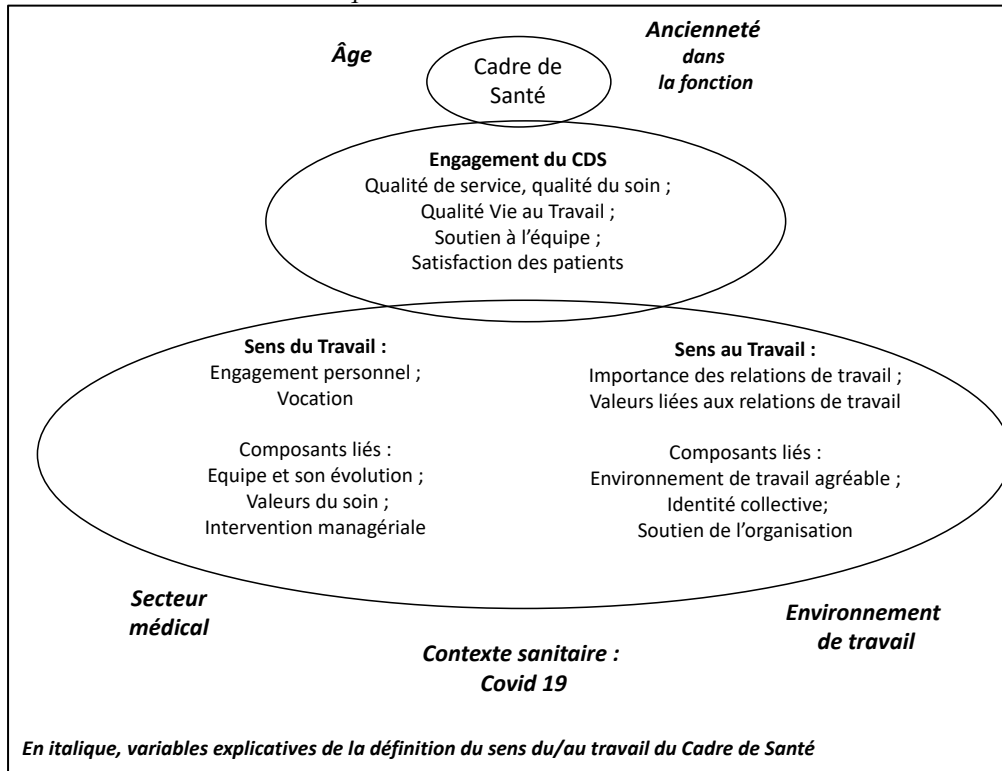 Âge
Ancienneté
dans
la fonction
Cadre de
Santé
Engagement du CDS
Qualité de service, qualité du soin ;
Qualité Vie au Travail ;
Soutien à l'équipe ;
Satisfaction des patients
Sens du Travail :
Engagement personnel ;
Vocation
Composants liés :
Equipe et son évolution ;
Valeurs du soin ;
Intervention managériale
Sens au Travail :
Importance des relations de travail ;
Valeurs liées aux relations de travail
Composants liés :
Environnement de travail agréable ;
Identité collective;
Soutien de l'organisation
Secteur
médical
Environnement
de travail
Contexte sanitaire :
Covid 19
En italique, variables explicatives de la définition du sens du/au travail du Cadre de Santé